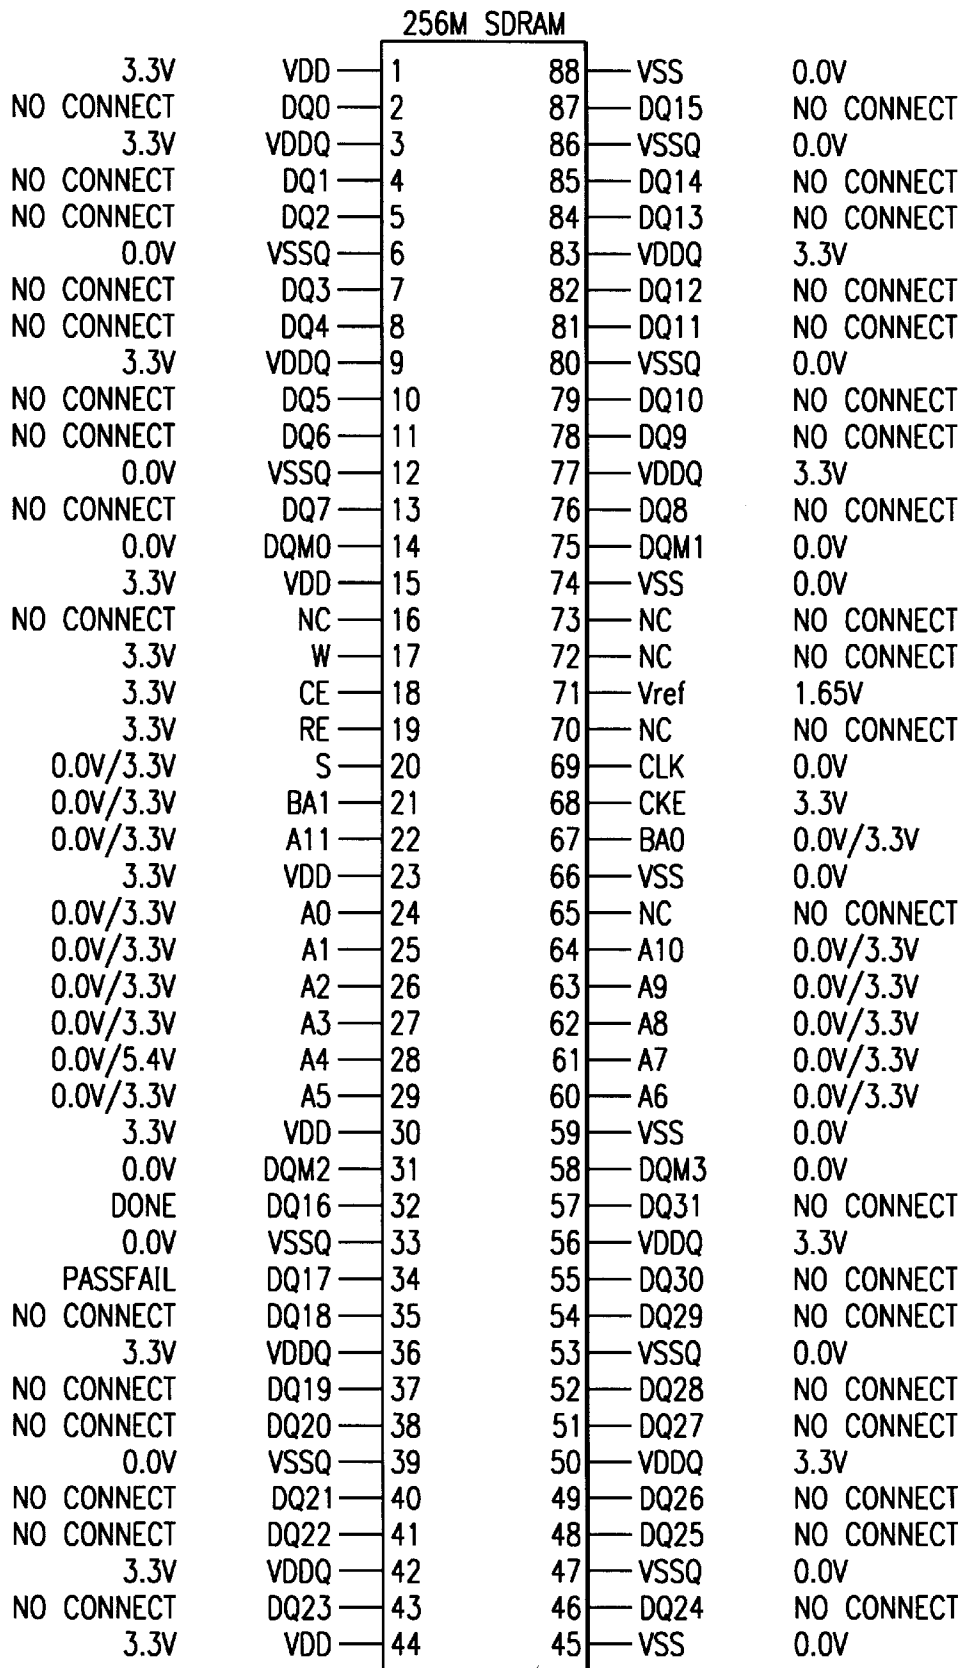 256M SDRAM
3.3V VDD 1 88 VSS 0.0V
NO CONNECT DQ0 2 87 DQ15 NO CONNECT
3.3V VDDQ 3 86 VSSQ 0.0V
NO CONNECT DQ1 4 85 DQ14 NO CONNECT
NO CONNECT DQ2 5 84 DQ13 NO CONNECT
0.0V VSSQ 6 83 VDDQ 3.3V
NO CONNECT DQ3 7 82 DQ12 NO CONNECT
NO CONNECT DQ4 8 81 DQ11 NO CONNECT
3.3V VDDQ 9 80 VSSQ 0.0V
NO CONNECT DQ5 10 79 DQ10 NO CONNECT
NO CONNECT DQ6 11 78 DQ9 NO CONNECT
0.0V VSSQ 12 77 VDDQ 3.3V
NO CONNECT DQ7 13 76 DQ8 NO CONNECT
0.0V DQM0 14 75 DQM1 0.0V
3.3V VDD 15 74 VSS 0.0V
NO CONNECT NC 16 73 NC NO CONNECT
3.3V W 17 72 NC NO CONNECT
3.3V CE 18 71 Vref 1.65V
3.3V RE 19 70 NC NO CONNECT
0.0V/3.3V S 20 69 CLK 0.0V
0.0V/3.3V BA1 21 68 CKE 3.3V
0.0V/3.3V A11 22 67 BA0 0.0V/3.3V
3.3V VDD 23 66 VSS 0.0V
0.0V/3.3V A0 24 65 NC NO CONNECT
0.0V/3.3V A1 25 64 A10 0.0V/3.3V
0.0V/3.3V A2 26 63 A9 0.0V/3.3V
0.0V/3.3V A3 27 62 A8 0.0V/3.3V
0.0V/5.4V A4 28 61 A7 0.0V/3.3V
0.0V/3.3V A5 29 60 A6 0.0V/3.3V
3.3V VDD 30 59 VSS 0.0V
0.0V DQM2 31 58 DQM3 0.0V
DONE DQ16 32 57 DQ31 NO CONNECT
0.0V VSSQ 33 56 VDDQ 3.3V
PASSFAIL DQ17 34 55 DQ30 NO CONNECT
NO CONNECT DQ18 35 54 DQ29 NO CONNECT
3.3V VDDQ 36 53 VSSQ 0.0V
NO CONNECT DQ19 37 52 DQ28 NO CONNECT
NO CONNECT DQ20 38 51 DQ27 NO CONNECT
0.0V VSSQ 39 50 VDDQ 3.3V
NO CONNECT DQ21 40 49 DQ26 NO CONNECT
NO CONNECT DQ22 41 48 DQ25 NO CONNECT
3.3V VDDQ 42 47 VSSQ 0.0V
NO CONNECT DQ23 43 46 DQ24 NO CONNECT
3.3V VDD 44 45 VSS 0.0V